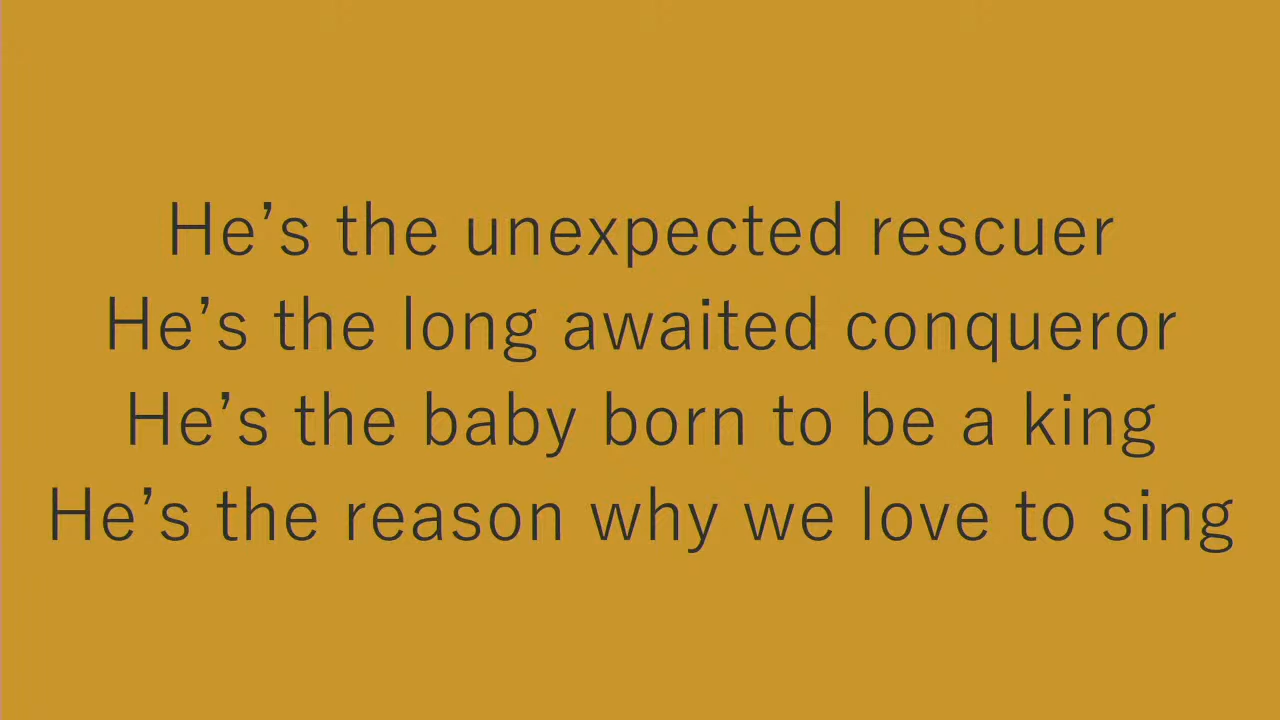 He’s the unexpected rescuer
He’s the long awaited conqueror
He’s the baby born to be a king
He’s the reason why we love to sing